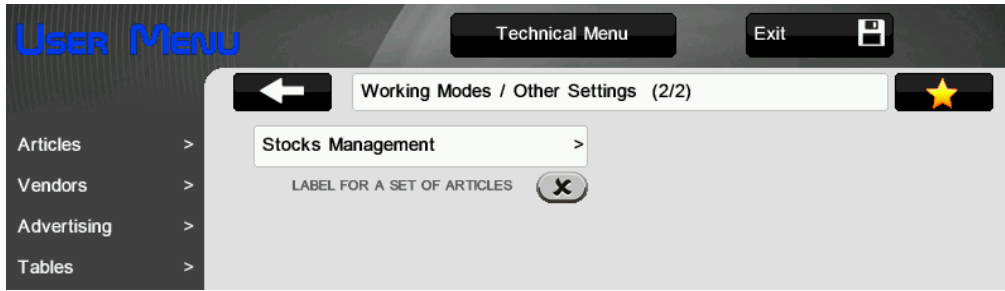 User Menu
Technical Menu
Exit
Working Modes / Other Settings (2/2)
Articles >
Stocks Management >
Vendors >
LABEL FOR A SET OF ARTICLES
Advertising >
Tables >